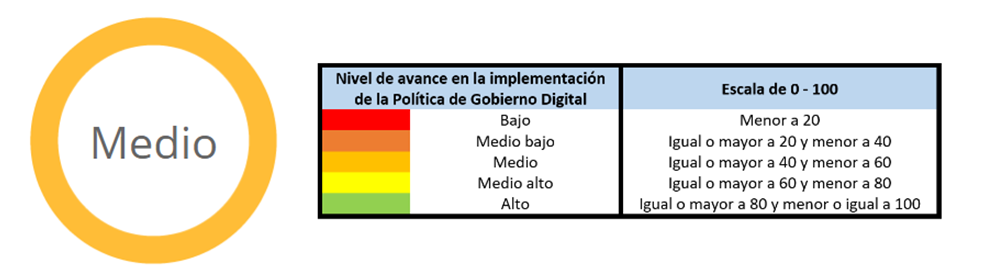 Medio
Nivel de avance en la implementación
de la Política de Gobierno Digital
Escala de 0 - 100
Bajo
Menor a 20
Medio bajo
Igual o mayor a 20 y menor a 40
Medio
Igual o mayor a 40 y menor a 60
Medio alto
Igual o mayor a 60 y menor a 80
Alto
Igual o mayor a 80 y menor o igual a 100